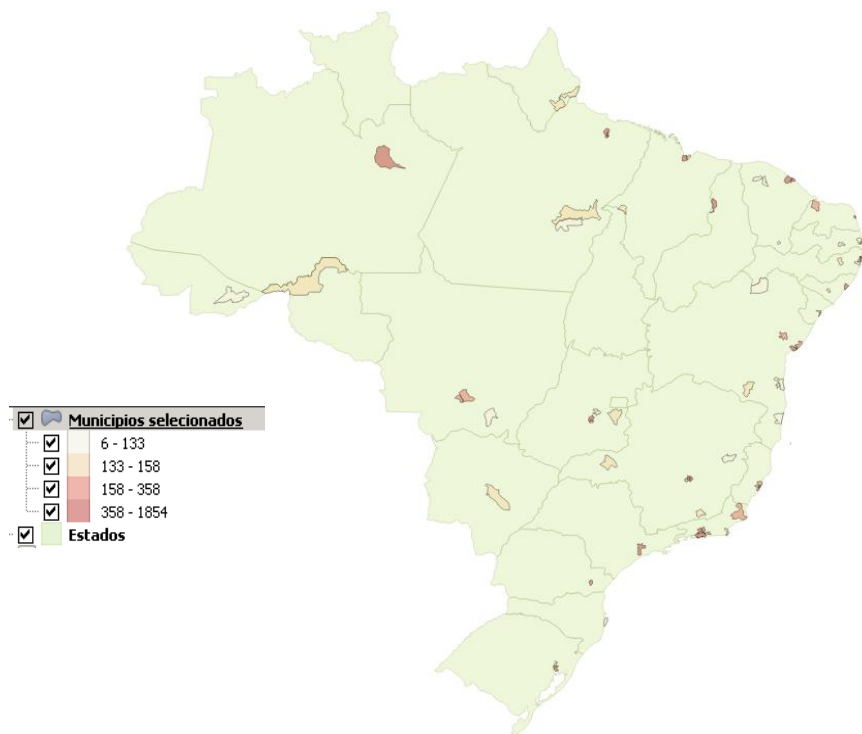 Municipios selecionados
6 - 133
133 - 158
158 - 358
358 - 1854
Estados